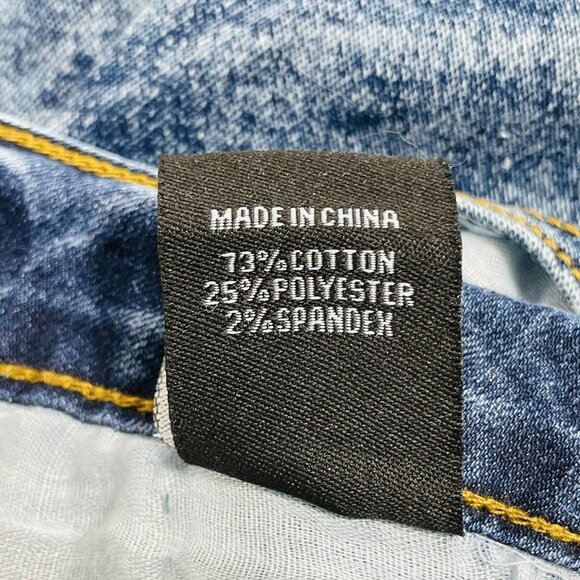 MADE IN CHINA
73%COTTON
25%POLYESTER
2%SPANDEX